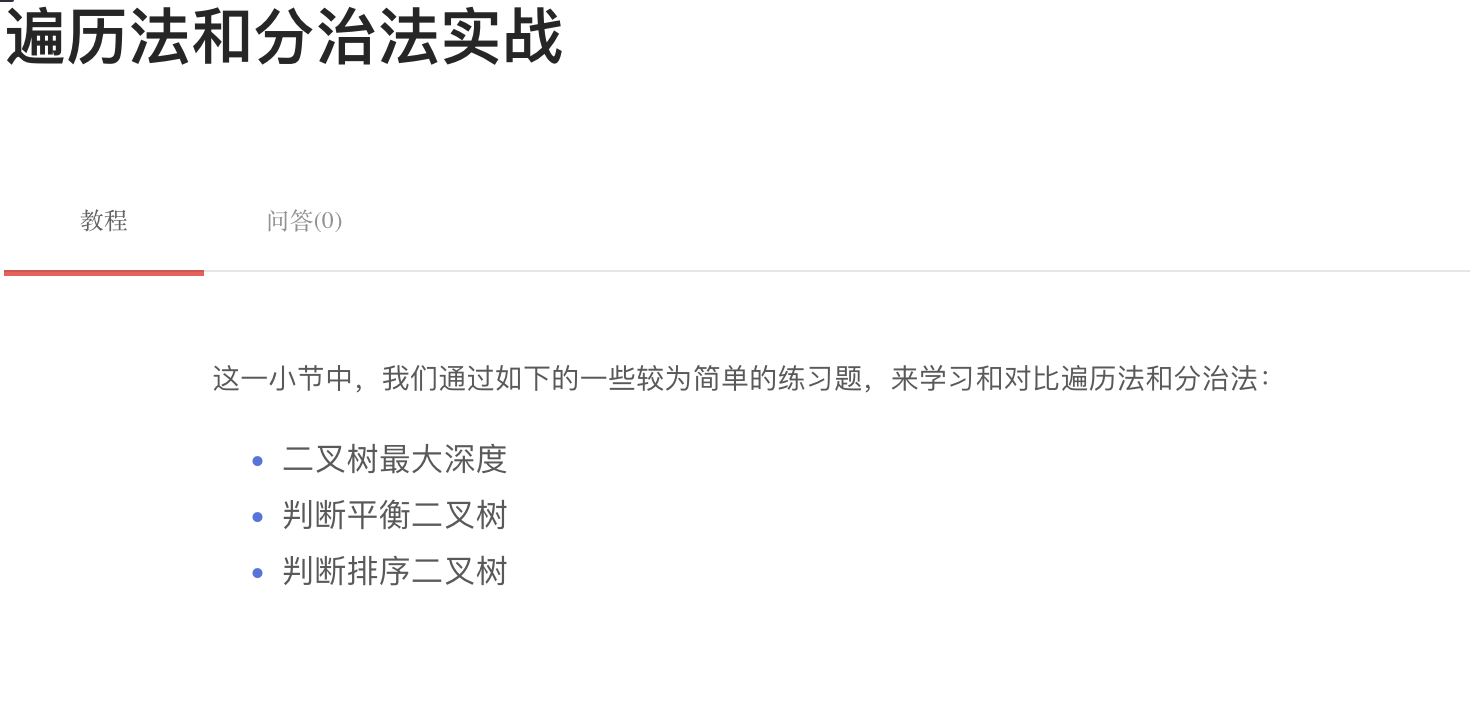 遍历法和分治法实战
教程
问答(0)
这一小节中，我们通过如下的一些较为简单的练习题，来学习和对比遍历法和分治法：
二叉树最大深度
判断平衡二叉树
判断排序二叉树